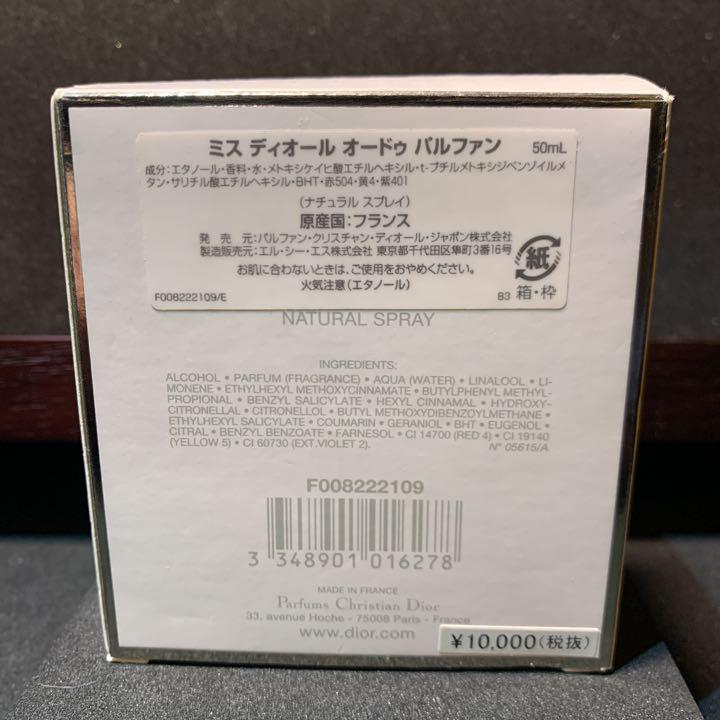 ミス ディオール オードゥ パルファン 50mL
成分:エタノール・香料・水・メトキシケイヒ酸エチルヘキシル・t-ブチルメトキシジベンゾイルメ
タン・サリチル酸エチルヘキシル・BHT・赤504・黄4・紫401
(ナチュラル スプレイ)
原産国:フランス
発 売 元:パルファン・クリスチャン・ディオール・ジャポン株式会社
製造販売元:エル・シー・エス株式会社 東京都千代田区隼町3番16号
お肌に合わないときは、ご使用をおやめください。
火気注意(エタノール)
紙
F008222109/E
B3 箱・枠
NATURAL SPRAY
INGREDIENTS:
ALCOHOL • PARFUM (FRAGRANCE) • AQUA (WATER) • LINALOOL • LI-
MONENE • ETHYLHEXYL METHOXYCINNAMATE • BUTYLPHENYL METHYL-
PROPIONAL • BENZYL SALICYLATE • HEXYL CINNAMAL • HYDROXY-
CITRONELLAL • CITRONELLOL • BUTYL METHOXYDIBENZOYLMETHANE •
ETHYLHEXYL SALICYLATE • COUMARIN • GERANIOL • BHT • EUGENOL •
CITRAL • BENZYL BENZOATE • FARNESOL • CI 14700 (RED 4) • CI 19140
(YELLOW 5) • CI 60730 (EXT.VIOLET 2). N° 05615/A
F008222109
3 348901 016278
MADE IN FRANCE
Parfums Christian Dior
33, avenue Hoche - 75008 Paris - France
www.dior.com
¥10,000(税抜)